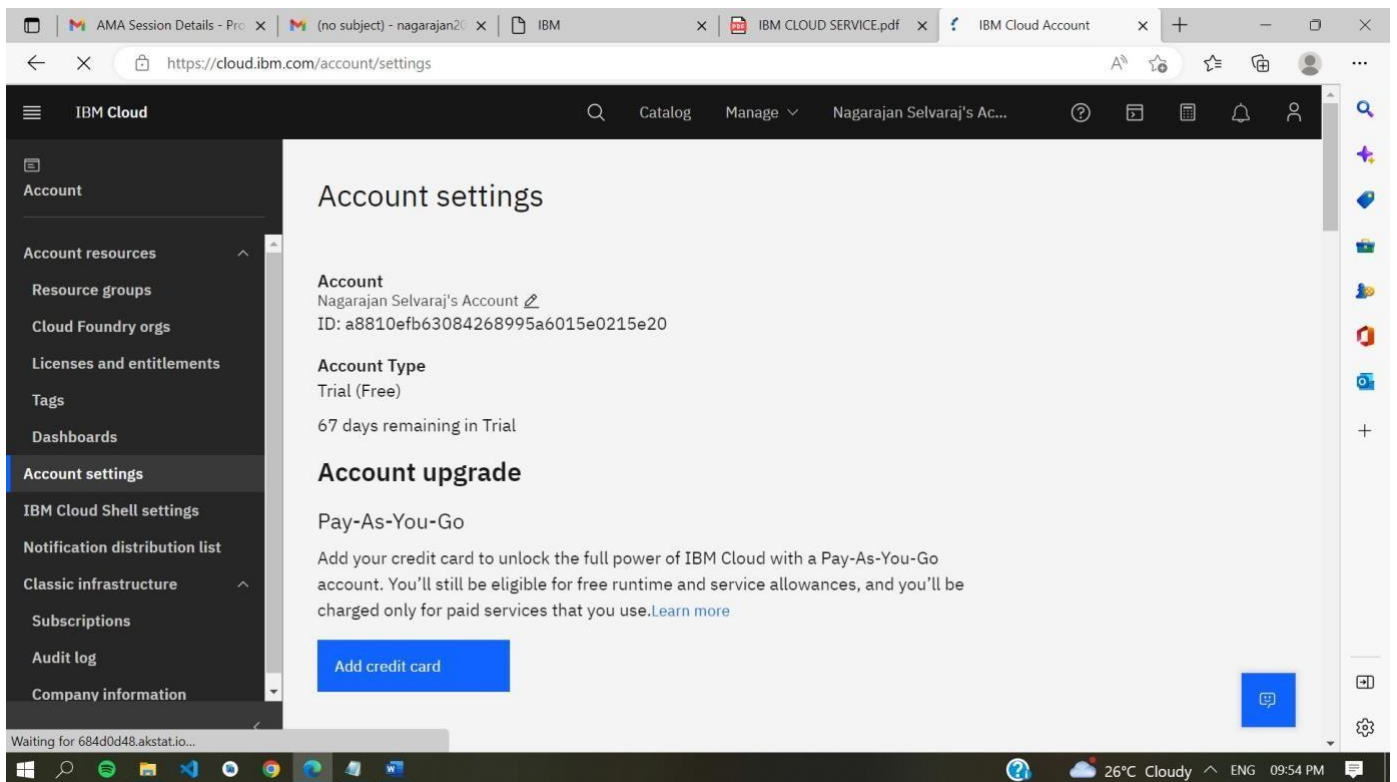 AMA Session Details - Pro
(no subject) - nagarajan20
IBM
IBM CLOUD SERVICE.pdf
IBM Cloud Account
https://cloud.ibm.com/account/settings
IBM Cloud
Catalog
Manage
Nagarajan Selvaraj's Ac...
Account
Account resources
Resource groups
Cloud Foundry orgs
Licenses and entitlements
Tags
Dashboards
Account settings
IBM Cloud Shell settings
Notification distribution list
Classic infrastructure
Subscriptions
Audit log
Company information
Account settings
Account
Nagarajan Selvaraj's Account
ID: a8810efb63084268995a6015e0215e20
Account Type
Trial (Free)
67 days remaining in Trial
Account upgrade
Pay-As-You-Go
Add your credit card to unlock the full power of IBM Cloud with a Pay-As-You-Go
account. You'll still be eligible for free runtime and service allowances, and you'll be
charged only for paid services that you use.Learn more
Add credit card
Waiting for 684d0d48.akstat.io...
26°C Cloudy
ENG
09:54 PM